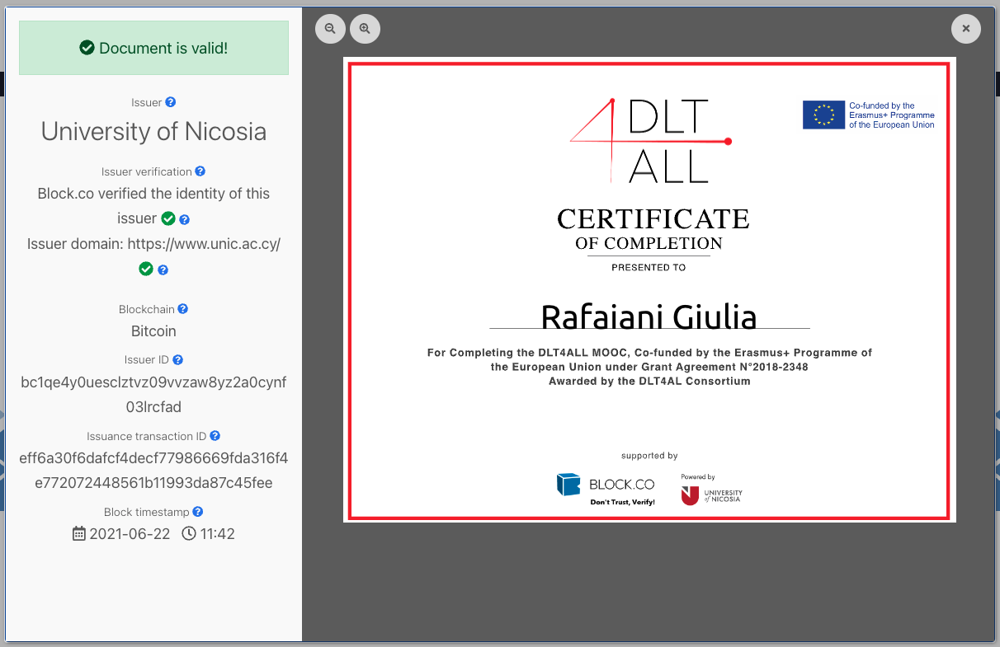 Document is valid!
Issuer
University of Nicosia
Issuer verification
Block.co verified the identity of this
issuer
Issuer domain: https://www.unic.ac.cy/
Blockchain
Bitcoin
Issuer ID
bc1qe4y0uesclztvz09vvzaw8yz2a0cynf
03lrcfad
Issuance transaction ID
eff6a30f6dafcf4decf77986669fda316f4
e772072448561b11993da87c45fee
Block timestamp
2021-06-22 11:42
4DLT
ALL
Co-funded by the
Erasmus+ Programme
of the European Union
CERTIFICATE
OF COMPLETION
PRESENTED TO
Rafaiani Giulia
For Completing the DLT4ALL MOOC, Co-funded by the Erasmus+ Programme of
the European Union under Grant Agreement N°2018-2348
Awarded by the DLT4AL Consortium
supported by
BLOCK.CO
Don't Trust, Verify!
Powered by
UNIVERSITY
of NICOSIA